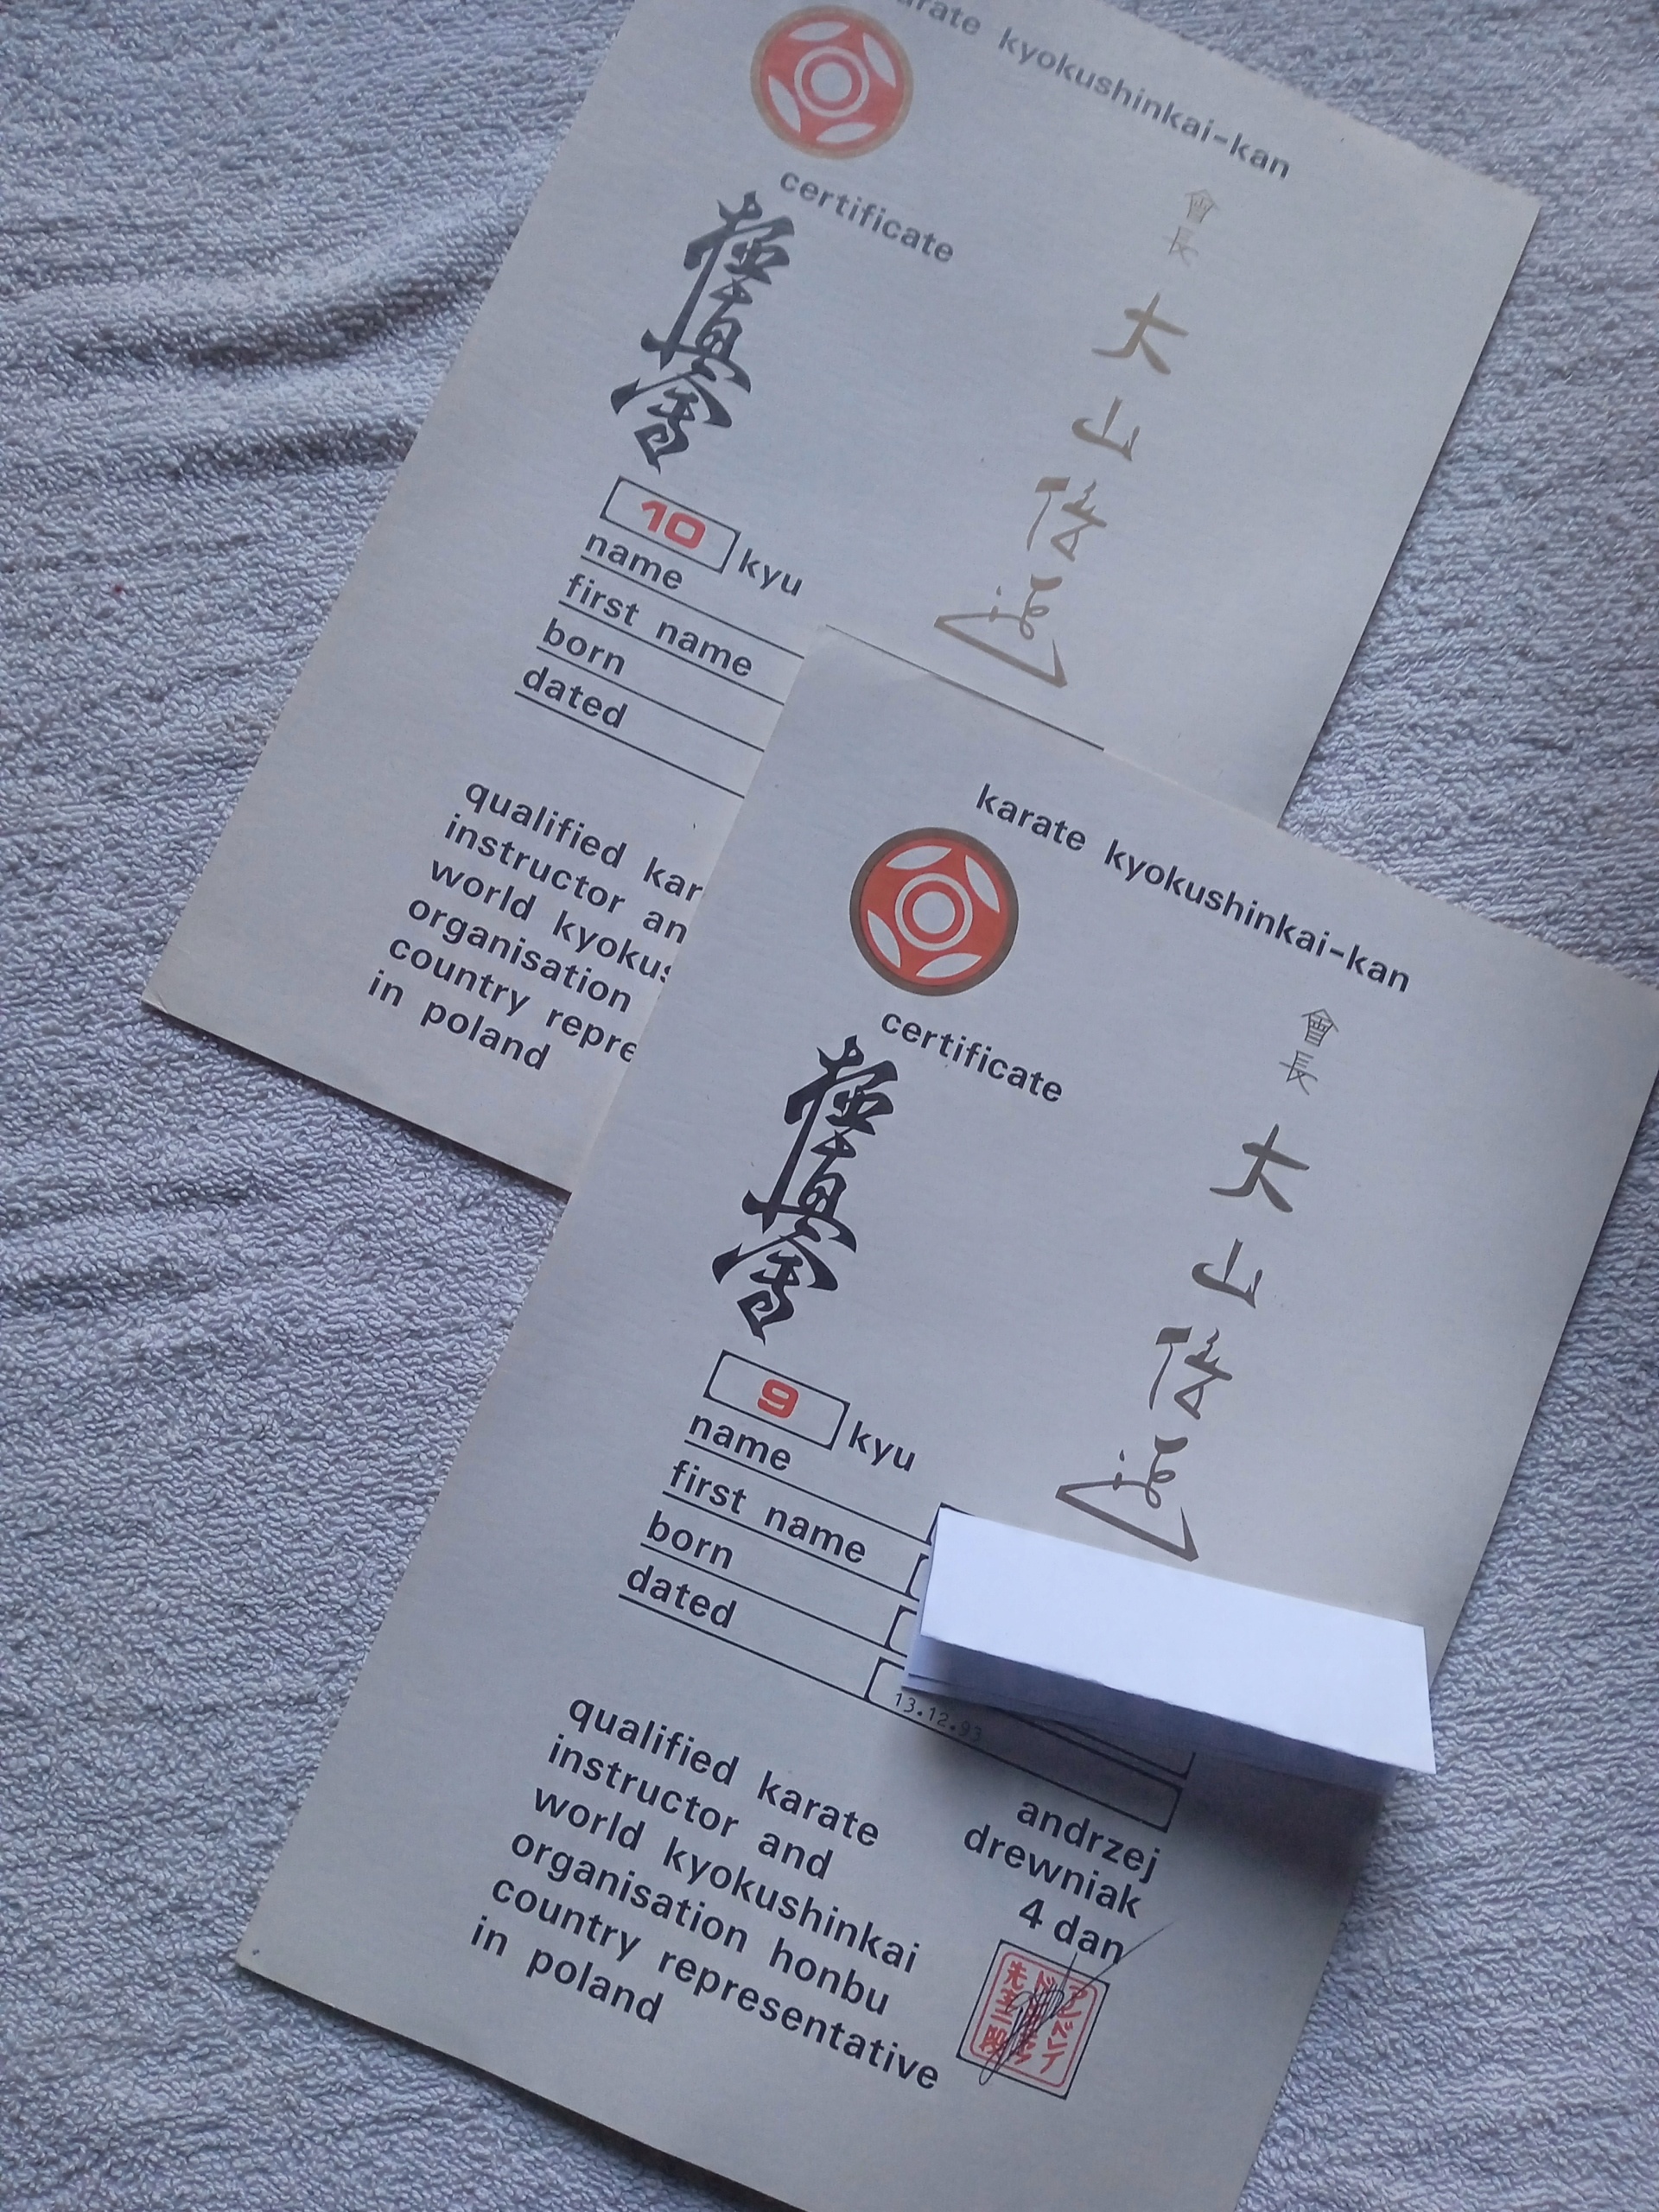 karate kyokushinkai-kan
certificate
極真會
會長
大山倍達
10 kyu
name
first name
born
dated
qualified kar
instructor an
world kyokus
organisation
country repre
in poland
karate kyokushinkai-kan
certificate
極真會
會長
大山倍達
9 kyu
name
first name
born
dated
13.12.93
qualified karate
instructor and
world kyokushinkai
organisation honbu
country representative
in poland
andrzej
drewniak
4 dan